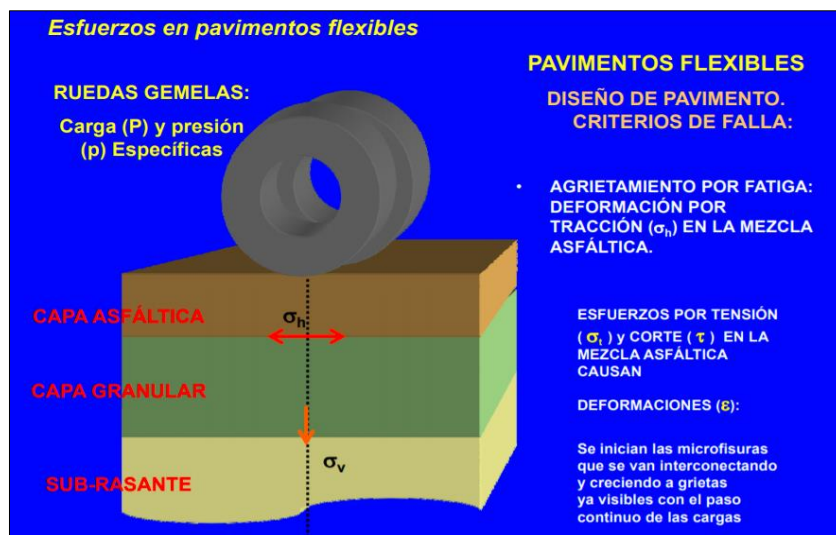 Esfuerzos en pavimentos flexibles
RUEDAS GEMELAS:
Carga (P) y presión
(p) Específicas
CAPA ASFÁLTICA
σh
CAPA GRANULAR
σv
SUB-RASANTE
PAVIMENTOS FLEXIBLES
DISEÑO DE PAVIMENTO.
CRITERIOS DE FALLA:
• AGRIETAMIENTO POR FATIGA:
DEFORMACIÓN POR
TRACCIÓN (σh) EN LA MEZCLA
ASFÁLTICA.
ESFUERZOS POR TENSIÓN
( σt ) y CORTE ( τ ) EN LA
MEZCLA ASFÁLTICA
CAUSAN
DEFORMACIONES (ε):
Se inician las microfisuras
que se van interconectando
y creciendo a grietas
ya visibles con el paso
continuo de las cargas